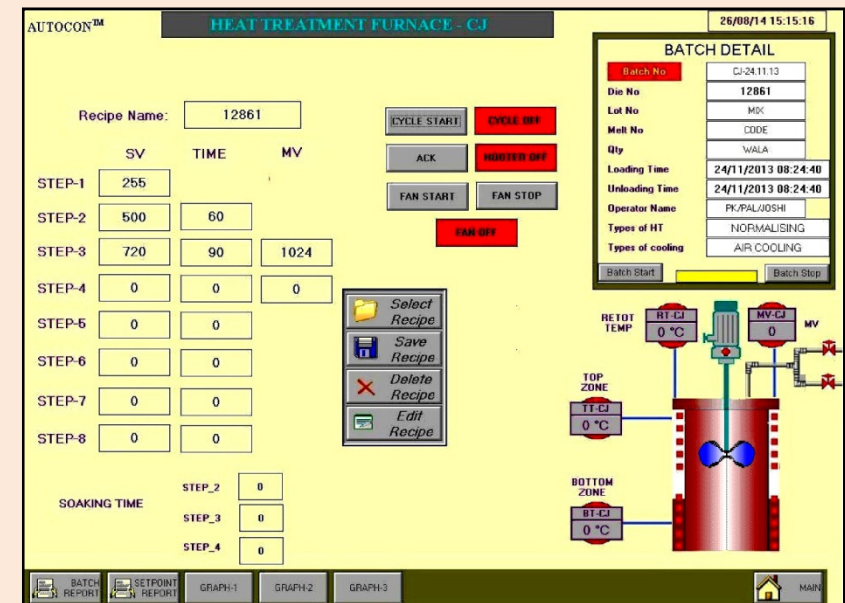 AUTOCON™
HEAT TREATMENT FURNACE - CJ
26/08/14 15:15:16
BATCH DETAIL
Batch No CJ-24.11.13
Die No 12861
Lot No MIX
Melt No CODE
Qty WALA
Loading Time 24/11/2013 08:24:40
Unloading Time 24/11/2013 08:24:40
Operator Name PK/PAL/JOSHI
Types of HT NORMALISING
Types of cooling AIR COOLING
Batch Start Batch Stop
Recipe Name: 12861
SV TIME MV
STEP-1 255
STEP-2 500 60
STEP-3 720 90 1024
STEP-4 0 0 0
STEP-5 0 0
STEP-6 0 0
STEP-7 0 0
STEP-8 0 0
CYCLE START CYCLE OFF
ACK HOOTER OFF
FAN START FAN STOP
FAN OFF
Select Recipe
Save Recipe
Delete Recipe
Edit Recipe
RETOT TEMP
RT-CJ
0 °C
MV-CJ
0
MV
TOP ZONE
TT-CJ
0 °C
BOTTOM ZONE
BT-CJ
0 °C
SOAKING TIME
STEP_2 0
STEP_3 0
STEP_4 0
BATCH REPORT
SETPOINT REPORT
GRAPH-1
GRAPH-2
GRAPH-3
MAIN